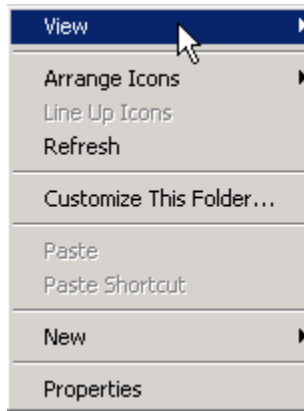 View
Arrange Icons
Line Up Icons
Refresh
Customize This Folder...
Paste
Paste Shortcut
New
Properties